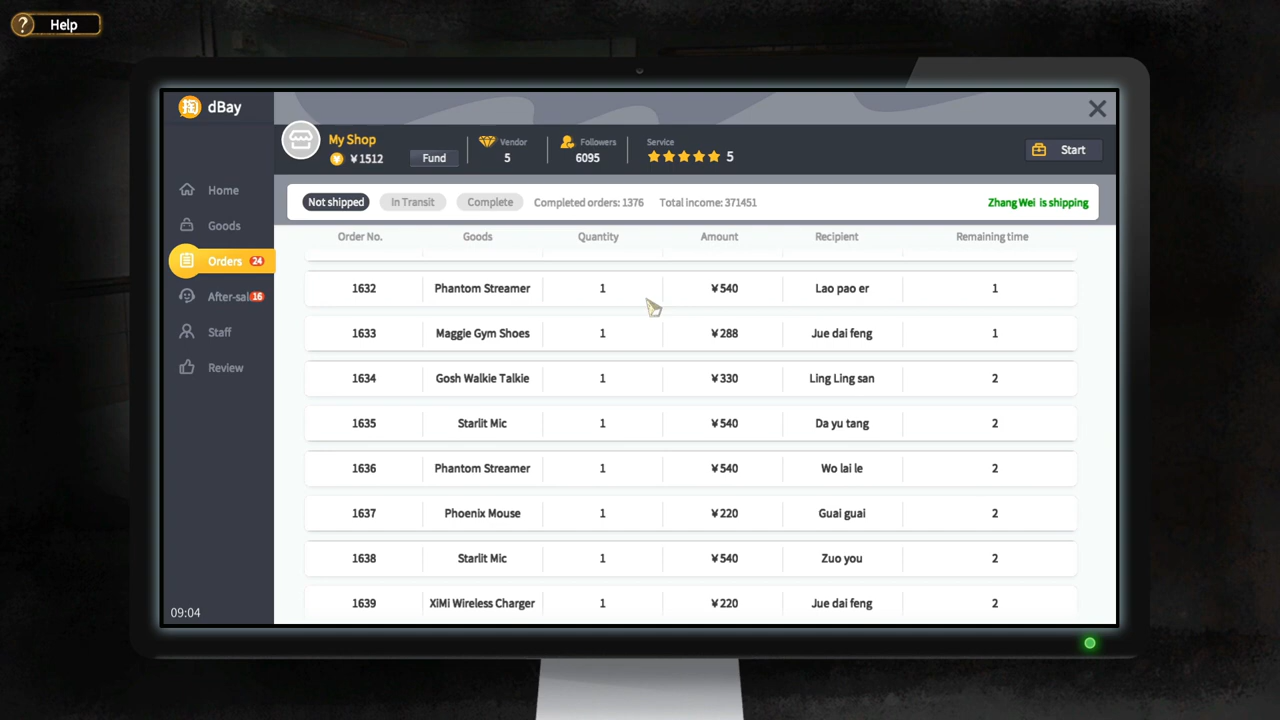 Help
掏 dBay
My Shop
¥1512
Fund
Vendor
5
Followers
6095
Service
5
Start
Home
Goods
Orders 24
After-sal 16
Staff
Review
09:04
Not shipped In Transit Complete Completed orders: 1376 Total income: 371451 Zhang Wei is shipping
Order No. Goods Quantity Amount Recipient Remaining time
1632 Phantom Streamer 1 ¥540 Lao pao er 1
1633 Maggie Gym Shoes 1 ¥288 Jue dai feng 1
1634 Gosh Walkie Talkie 1 ¥330 Ling Ling san 2
1635 Starlit Mic 1 ¥540 Da yu tang 2
1636 Phantom Streamer 1 ¥540 Wo lai le 2
1637 Phoenix Mouse 1 ¥220 Guai guai 2
1638 Starlit Mic 1 ¥540 Zuo you 2
1639 XiMi Wireless Charger 1 ¥220 Jue dai feng 2